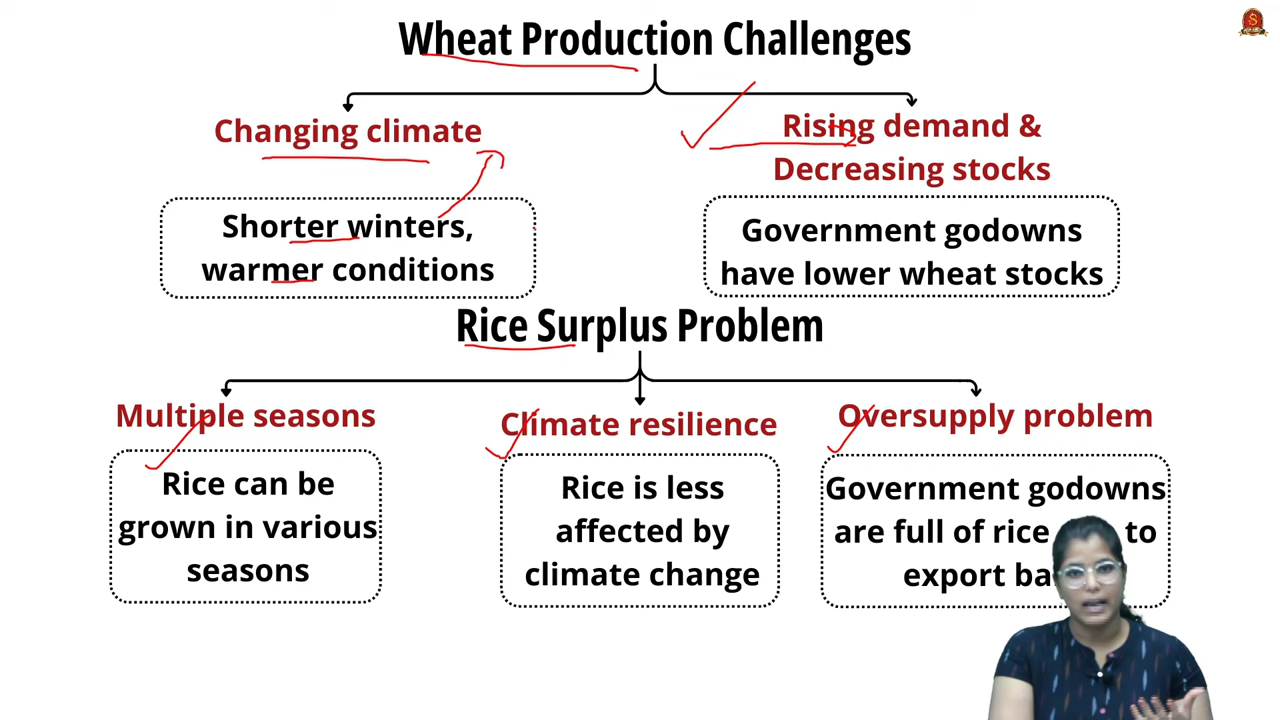 Wheat Production Challenges
Changing climate
Shorter winters,
warmer conditions
Rising demand &
Decreasing stocks
Government godowns
have lower wheat stocks
Rice Surplus Problem
Multiple seasons
Rice can be
grown in various
seasons
Climate resilience
Rice is less
affected by
climate change
Oversupply problem
Government godowns
are full of rice to
export